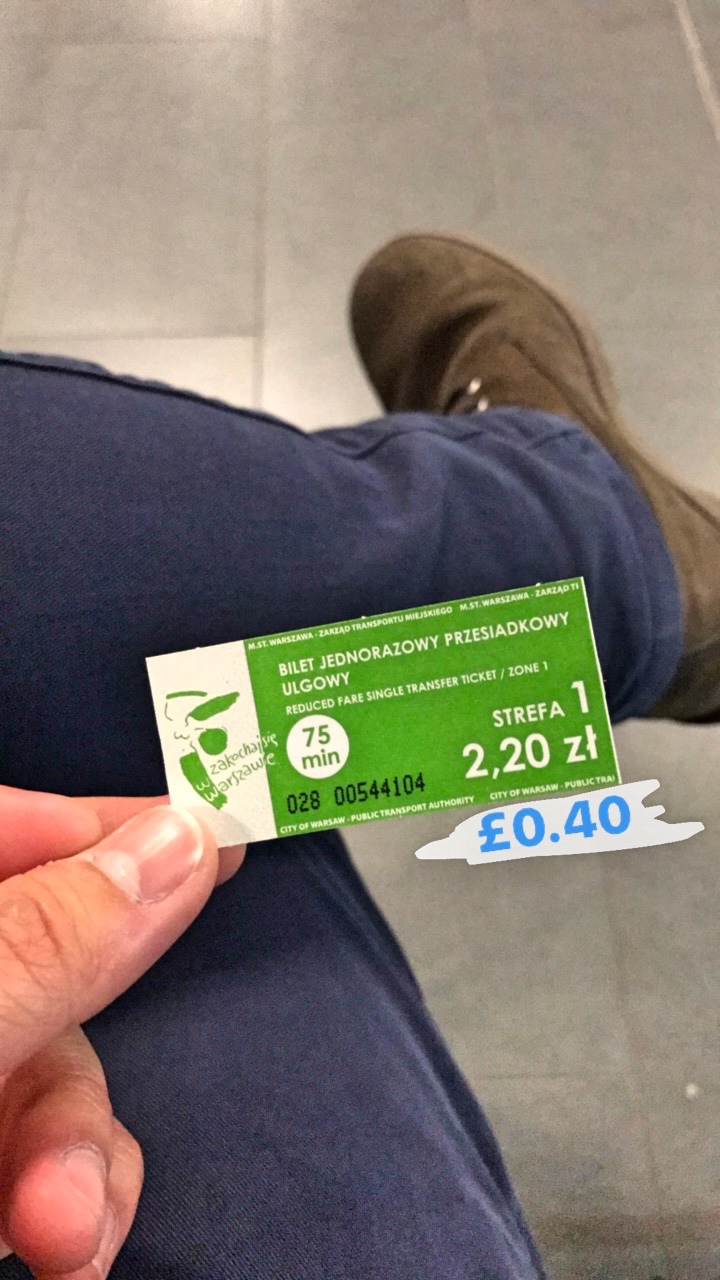 M.ST. WARSZAWA - ZARZĄD TRANSPORTU MIEJSKIEGO M.ST. WARSZAWA - ZARZĄD TR
BILET JEDNORAZOWY PRZESIADKOWY
ULGOWY
REDUCED FARE SINGLE TRANSFER TICKET / ZONE 1
75
min
STREFA 1
2,20 zł
zakochaj się
w
Warszawie
028 00544104
CITY OF WARSAW - PUBLIC TRANSPORT AUTHORITY CITY OF WARSAW - PUBLIC TRA
£0.40